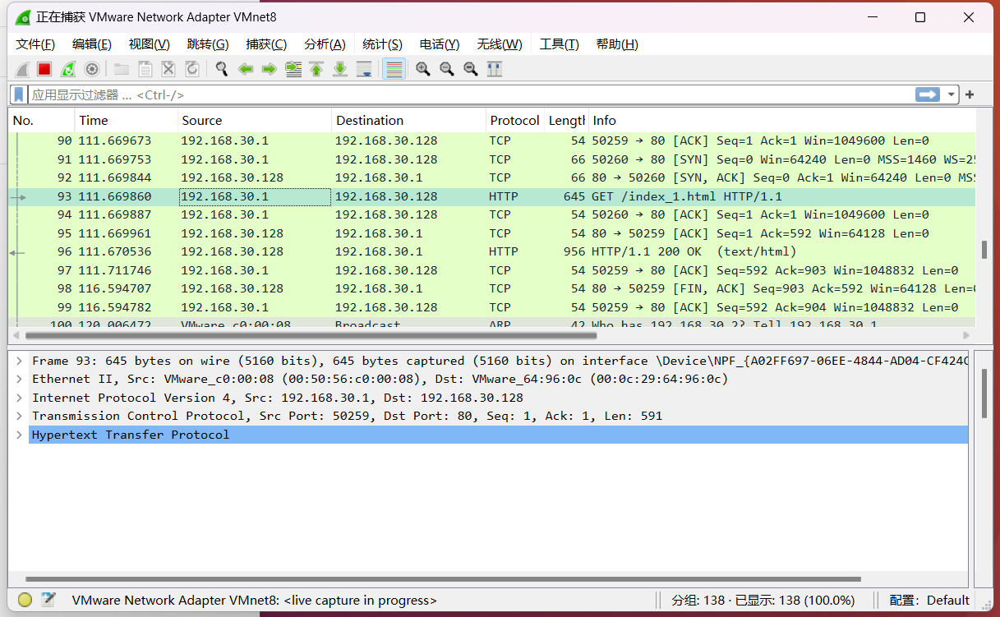 正在捕获 VMware Network Adapter VMnet8
文件(F) 编辑(E) 视图(V) 跳转(G) 捕获(C) 分析(A) 统计(S) 电话(Y) 无线(W) 工具(T) 帮助(H)
应用显示过滤器 … <Ctrl-/>
No. Time Source Destination Protocol Lengtl Info
90 111.669673 192.168.30.1 192.168.30.128 TCP 54 50259 → 80 [ACK] Seq=1 Ack=1 Win=1049600 Len=0
91 111.669753 192.168.30.1 192.168.30.128 TCP 66 50260 → 80 [SYN] Seq=0 Win=64240 Len=0 MSS=1460 WS=25
92 111.669844 192.168.30.128 192.168.30.1 TCP 66 80 → 50260 [SYN, ACK] Seq=0 Ack=1 Win=64240 Len=0 MSS
93 111.669860 192.168.30.1 192.168.30.128 HTTP 645 GET /index_1.html HTTP/1.1
94 111.669887 192.168.30.1 192.168.30.128 TCP 54 50260 → 80 [ACK] Seq=1 Ack=1 Win=1049600 Len=0
95 111.669961 192.168.30.128 192.168.30.1 TCP 54 80 → 50259 [ACK] Seq=1 Ack=592 Win=64128 Len=0
96 111.670536 192.168.30.128 192.168.30.1 HTTP 956 HTTP/1.1 200 OK (text/html)
97 111.711746 192.168.30.1 192.168.30.128 TCP 54 50259 → 80 [ACK] Seq=592 Ack=903 Win=1048832 Len=0
98 116.594707 192.168.30.128 192.168.30.1 TCP 54 80 → 50259 [FIN, ACK] Seq=903 Ack=592 Win=64128 Len=
99 116.594782 192.168.30.1 192.168.30.128 TCP 54 50259 → 80 [ACK] Seq=592 Ack=904 Win=1048832 Len=0
100 120.006472 VMware_c0:00:08 Broadcast ARP 42 Who has 192.168.30.2? Tell 192.168.30.1
Frame 93: 645 bytes on wire (5160 bits), 645 bytes captured (5160 bits) on interface \Device\NPF_{A02FF697-06EE-4844-AD04-CF424C
Ethernet II, Src: VMware_c0:00:08 (00:50:56:c0:00:08), Dst: VMware_64:96:0c (00:0c:29:64:96:0c)
Internet Protocol Version 4, Src: 192.168.30.1, Dst: 192.168.30.128
Transmission Control Protocol, Src Port: 50259, Dst Port: 80, Seq: 1, Ack: 1, Len: 591
Hypertext Transfer Protocol
VMware Network Adapter VMnet8: <live capture in progress> 分组: 138 · 已显示: 138 (100.0%) 配置: Default